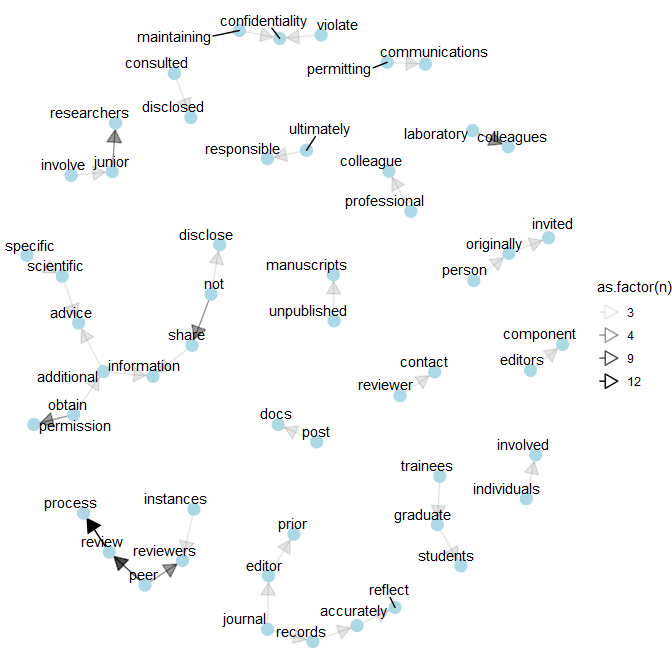 confidentiality
violate
maintaining
communications
permitting
consulted
disclosed
researchers
ultimately
laboratory
colleagues
responsible
colleague
involve
junior
professional
invited
disclose
originally
specific
scientific
manuscripts
person
not
as.factor(n)
advice
unpublished
3
share
component
4
information
contact
editors
9
additional
reviewer
12
obtain
docs
permission
post
involved
trainees
individuals
process
instances
graduate
prior
review
reviewers
students
editor
peer
reflect
accurately
journal
records